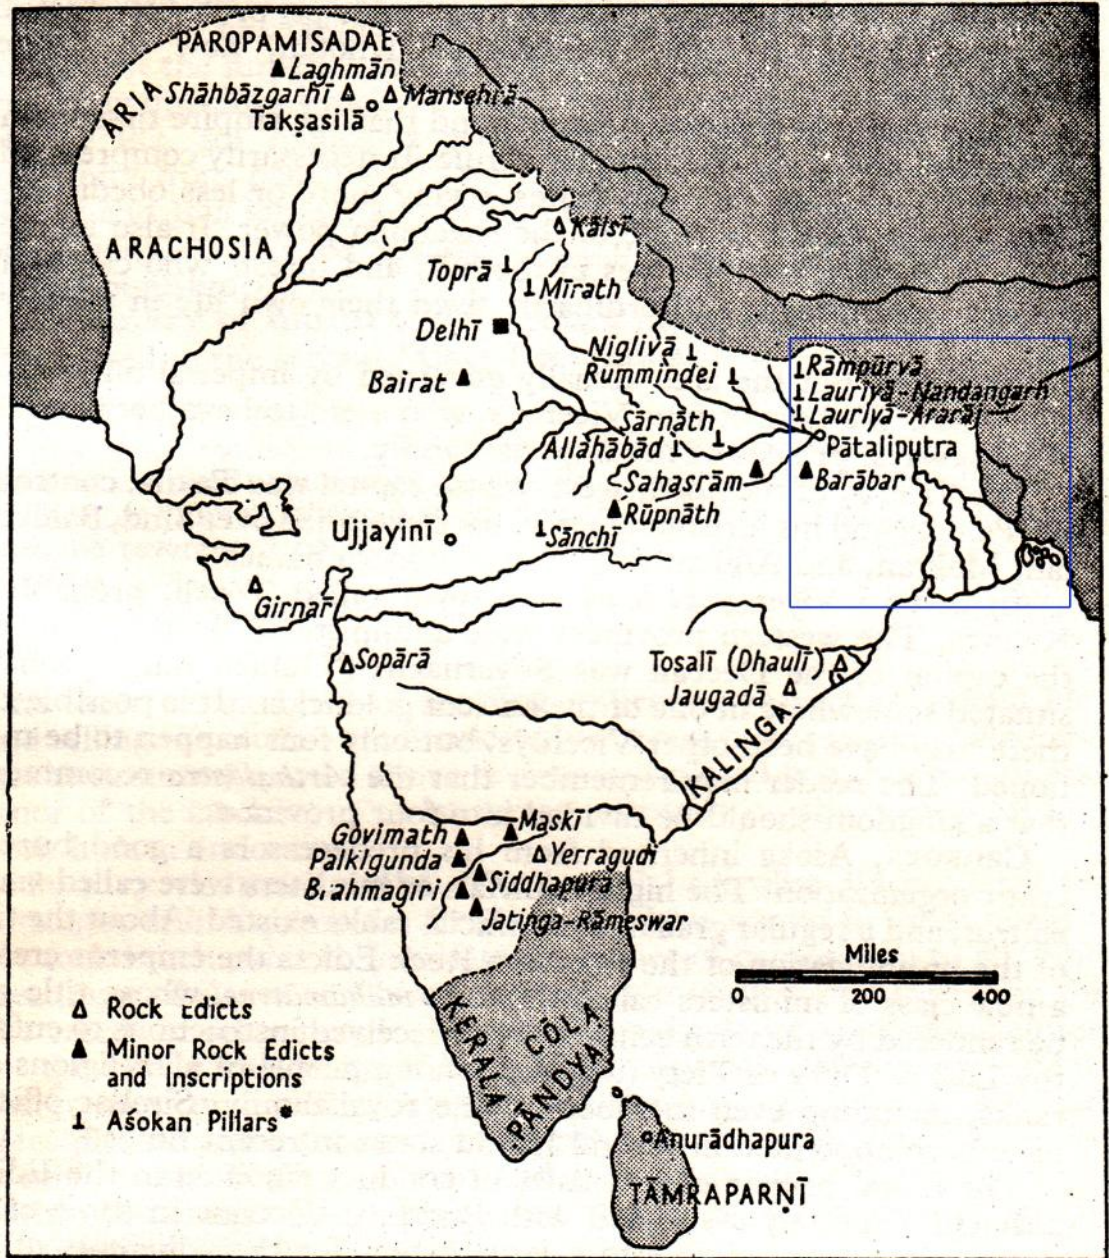 PAROPAMISADAE
Laghmān
Shāhbāzgarhī
Mansehrā
Takṣasilā
ARIA
ARACHOSIA
Kālsī
Toprā
Mīrath
Delhī
Bairat
Niglivā
Rummindei
Rāmpūrvā
Lauriyā-Nandangarh
Lauriyā-Ararāj
Sārnāth
Allāhābād
Pātaliputra
Sahasrām
Barābar
Rūpnāth
Ujjayinī
Sānchī
Girnār
Sopārā
Tosalī (Dhaulī)
Jaugadā
KALINGA
Govimath
Maskī
Palkigunda
Yerragudi
Brahmagiri
Siddhapura
Jatinga-Rāmeswar
Miles
0 200 400
KERALA
CŌLA
PĀNDYA
Rock Edicts
Minor Rock Edicts
and Inscriptions
Aśokan Pillars*
Anurādhapura
TĀMRAPARṆĪ